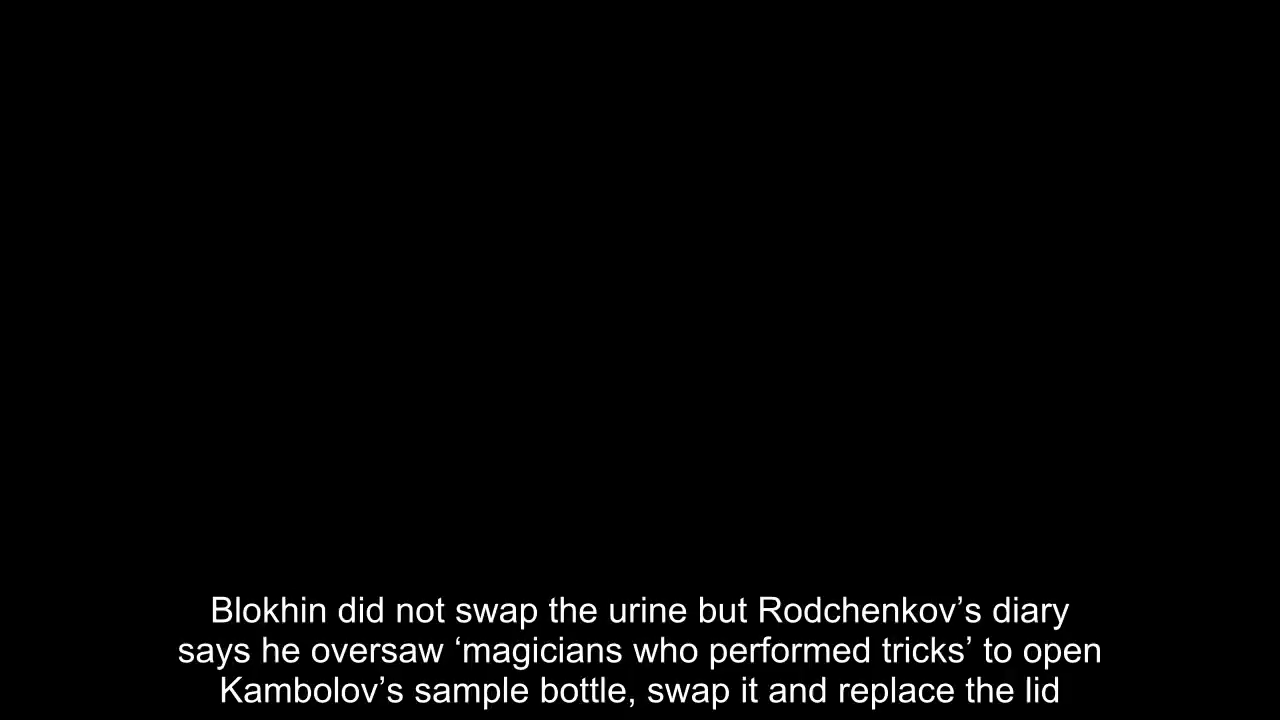 Blokhin did not swap the urine but Rodchenkov’s diary
says he oversaw ‘magicians who performed tricks’ to open
Kambolov’s sample bottle, swap it and replace the lid